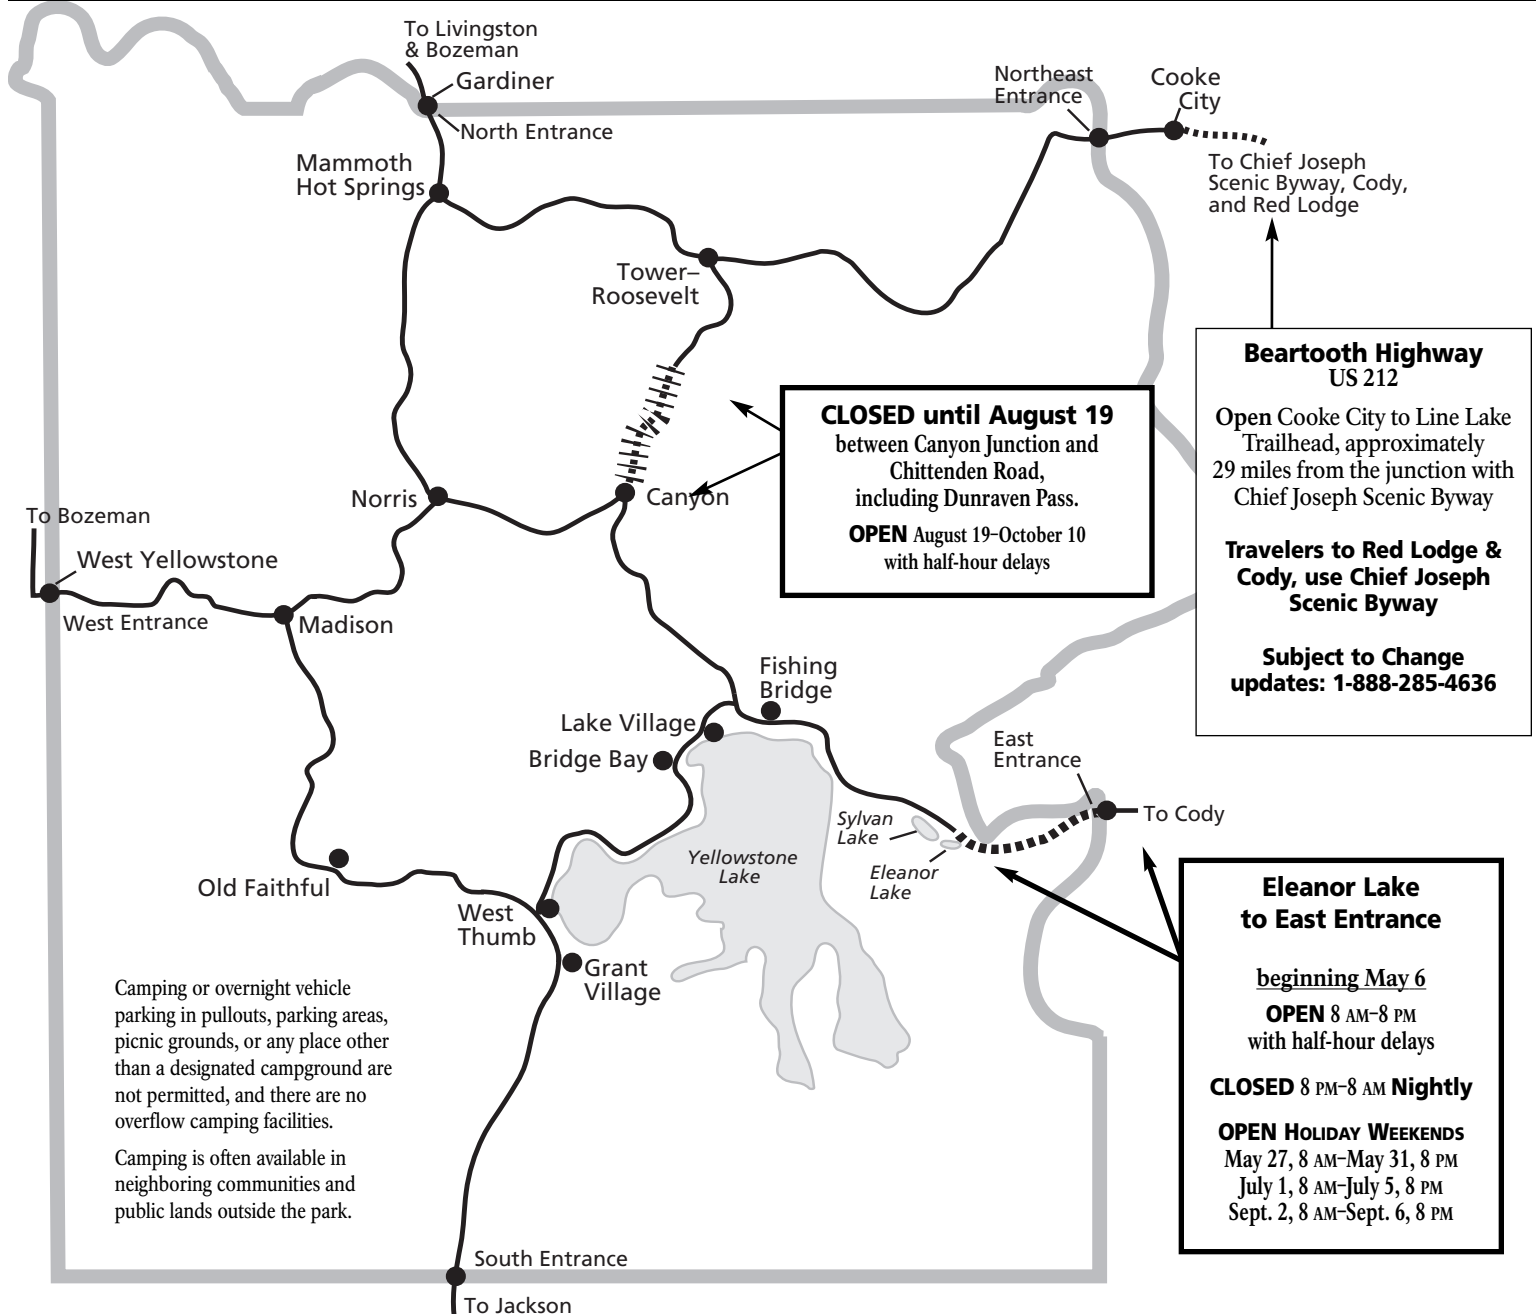 To Livingston
& Bozeman
Gardiner
North Entrance
Northeast
Entrance
Cooke
City
To Chief Joseph
Scenic Byway, Cody,
and Red Lodge
Mammoth
Hot Springs
Tower–
Roosevelt
Beartooth Highway
US 212
Open Cooke City to Line Lake
Trailhead, approximately
29 miles from the junction with
Chief Joseph Scenic Byway
Travelers to Red Lodge &
Cody, use Chief Joseph
Scenic Byway
Subject to Change
updates: 1-888-285-4636
CLOSED until August 19
between Canyon Junction and
Chittenden Road,
including Dunraven Pass.
OPEN August 19–October 10
with half-hour delays
Norris
Canyon
To Bozeman
West Yellowstone
West Entrance
Madison
Fishing
Bridge
Lake Village
Bridge Bay
East
Entrance
To Cody
Sylvan
Lake
Eleanor
Lake
Yellowstone
Lake
Old Faithful
West
Thumb
Grant
Village
Eleanor Lake
to East Entrance
beginning May 6
OPEN 8 AM–8 PM
with half-hour delays
CLOSED 8 PM–8 AM Nightly
OPEN HOLIDAY WEEKENDS
May 27, 8 AM–May 31, 8 PM
July 1, 8 AM–July 5, 8 PM
Sept. 2, 8 AM–Sept. 6, 8 PM
Camping or overnight vehicle
parking in pullouts, parking areas,
picnic grounds, or any place other
than a designated campground are
not permitted, and there are no
overflow camping facilities.
Camping is often available in
neighboring communities and
public lands outside the park.
South Entrance
To Jackson